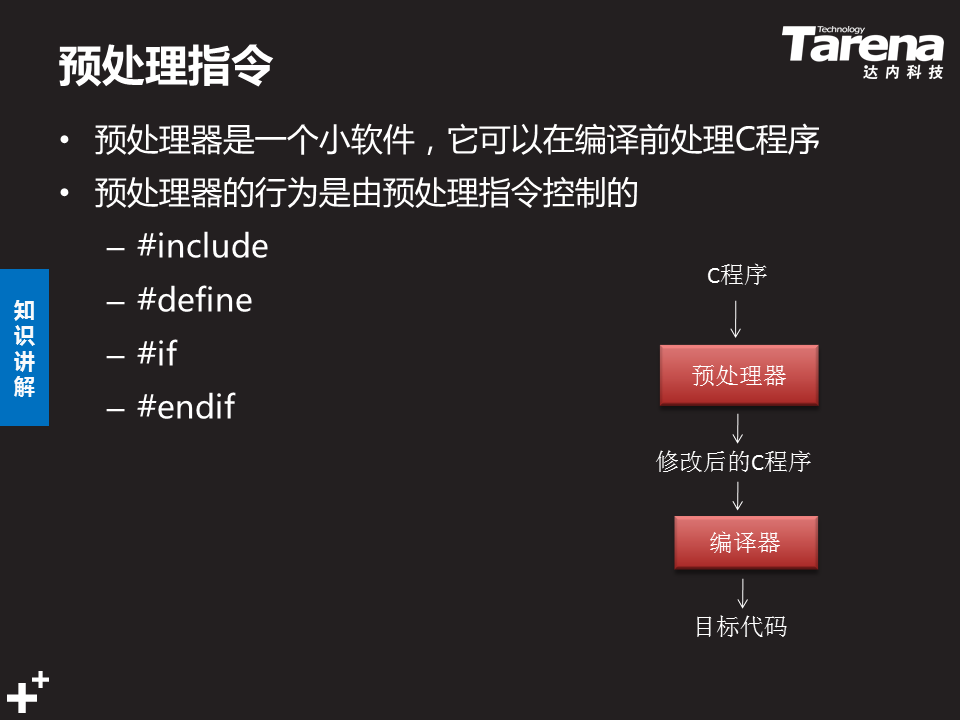 预处理指令
Technology
Tarena
达内科技
• 预处理器是一个小软件，它可以在编译前处理C程序
• 预处理器的行为是由预处理指令控制的
– #include
– #define
– #if
– #endif
知识讲解
C程序
预处理器
修改后的C程序
编译器
目标代码